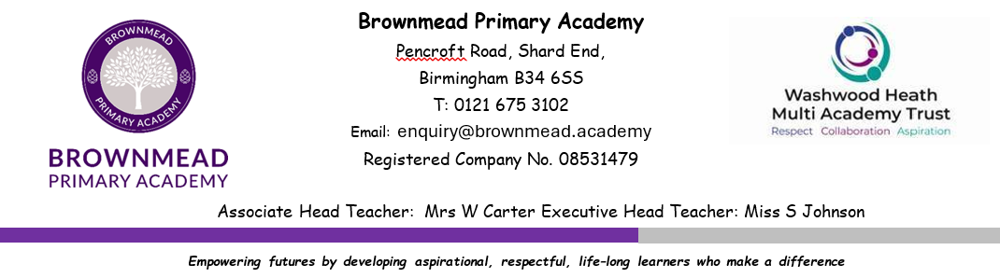 BROWNMEAD
PRIMARY ACADEMY
BROWNMEAD
PRIMARY ACADEMY
Brownmead Primary Academy
Pencroft Road, Shard End,
Birmingham B34 6SS
T: 0121 675 3102
Email: enquiry@brownmead.academy
Registered Company No. 08531479
Washwood Heath
Multi Academy Trust
Respect Collaboration Aspiration
Associate Head Teacher: Mrs W Carter Executive Head Teacher: Miss S Johnson
Empowering futures by developing aspirational, respectful, life-long learners who make a difference